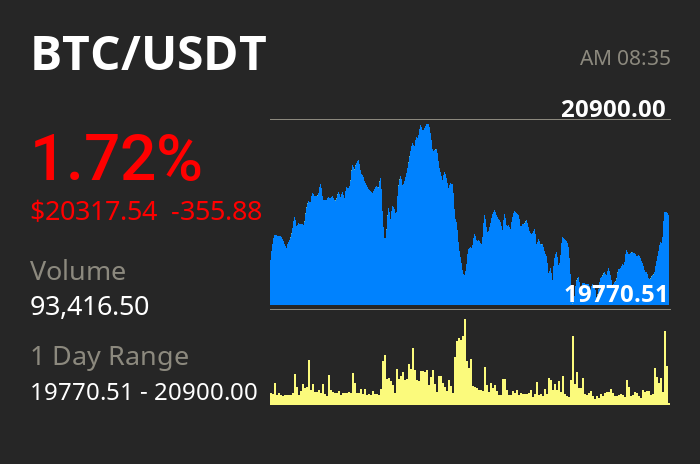 BTC/USDT
AM 08:35
20900.00
1.72%
$20317.54 -355.88
Volume
93,416.50
19770.51
1 Day Range
19770.51 - 20900.00